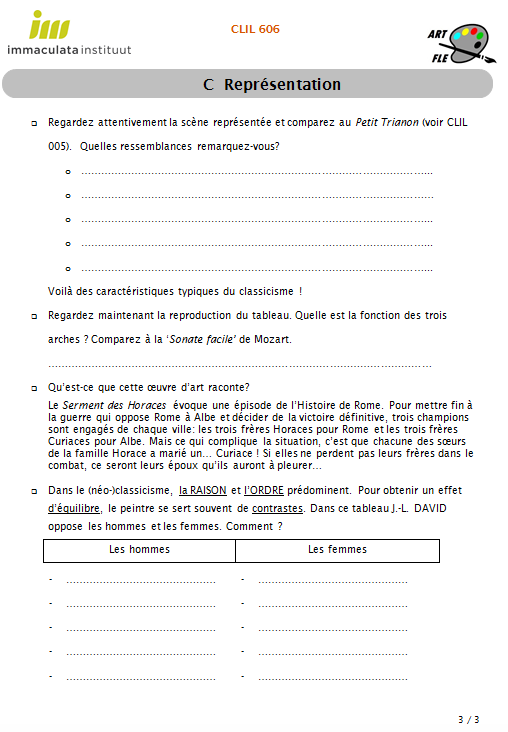 im
immaculata instituut
CLIL 606
ART
FLE
C Représentation
Regardez attentivement la scène représentée et comparez au Petit Trianon (voir CLIL
005). Quelles ressemblances remarquez-vous?
o ……………………………………………………………………………………………...
o ……………………………………………………………………………………………...
o ……………………………………………………………………………………………...
o ……………………………………………………………………………………………...
o ……………………………………………………………………………………………...
Voilà des caractéristiques typiques du classicisme !
Regardez maintenant la reproduction du tableau. Quelle est la fonction des trois
arches ? Comparez à la ‘Sonate facile’ de Mozart.
………………………………………………………………………………………………………
Qu’est-ce que cette œuvre d’art raconte?
Le Serment des Horaces évoque une épisode de l’Histoire de Rome. Pour mettre fin à
la guerre qui oppose Rome à Albe et décider de la victoire définitive, trois champions
sont engagés de chaque ville: les trois frères Horaces pour Rome et les trois frères
Curiaces pour Albe. Mais ce qui complique la situation, c’est que chacune des sœurs
de la famille Horace a marié un… Curiace ! Si elles ne perdent pas leurs frères dans le
combat, ce seront leurs époux qu’ils auront à pleurer…
Dans le (néo-)classicisme, la RAISON et l’ORDRE prédominent. Pour obtenir un effet
d’équilibre, le peintre se sert souvent de contrastes. Dans ce tableau J.-L. DAVID
oppose les hommes et les femmes. Comment ?
Les hommes Les femmes
- ……………………………………… - ………………………………………
- ……………………………………… - ………………………………………
- ……………………………………… - ………………………………………
- ……………………………………… - ………………………………………
- ……………………………………… - ………………………………………
3 / 3